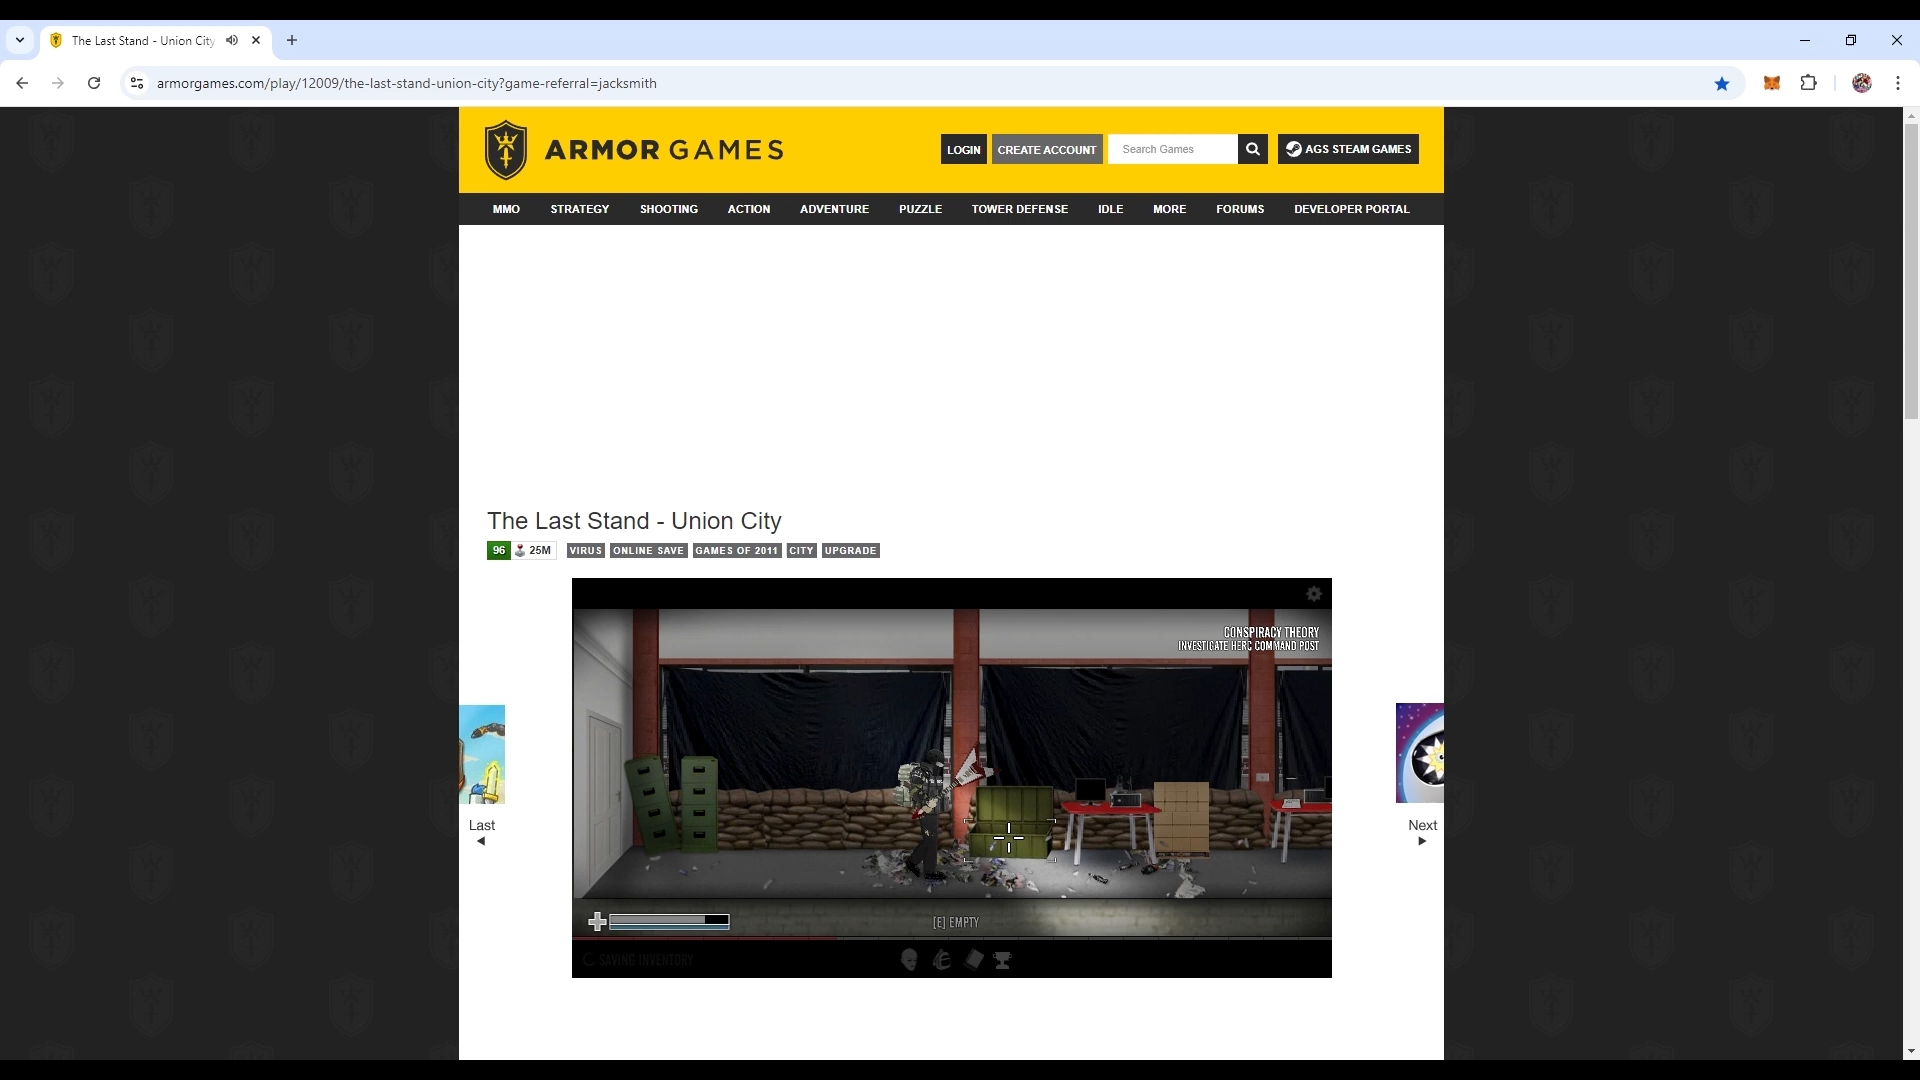 The Last Stand - Union City
armorgames.com/play/12009/the-last-stand-union-city?game-referral=jacksmith
ARMOR GAMES
LOGIN
CREATE ACCOUNT
Search Games
AGS STEAM GAMES
MMO
STRATEGY
SHOOTING
ACTION
ADVENTURE
PUZZLE
TOWER DEFENSE
IDLE
MORE
FORUMS
DEVELOPER PORTAL
The Last Stand - Union City
96
25M
VIRUS
ONLINE SAVE
GAMES OF 2011
CITY
UPGRADE
CONSPIRACY THEORY
INVESTIGATE HERC COMMAND POST
Last
Next
[E] EMPTY
SAVING INVENTORY